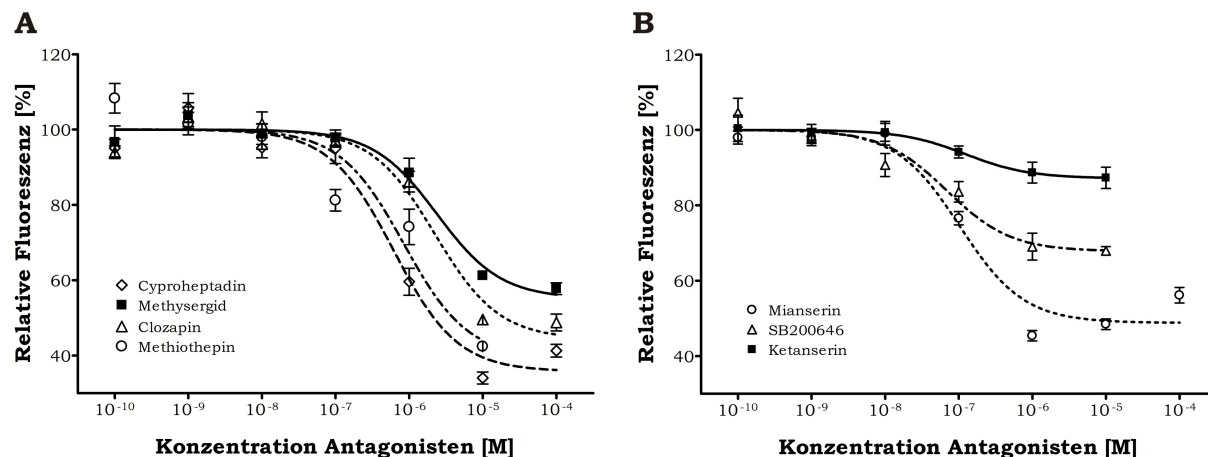 A
Relative Fluoreszenz [%]
120
100
80
60
40
Cyproheptadin
Methysergid
Clozapin
Methiothepin
10-10 10-9 10-8 10-7 10-6 10-5 10-4
Konzentration Antagonisten [M]
B
Relative Fluoreszenz [%]
120
100
80
60
40
Mianserin
SB200646
Ketanserin
10-10 10-9 10-8 10-7 10-6 10-5 10-4
Konzentration Antagonisten [M]